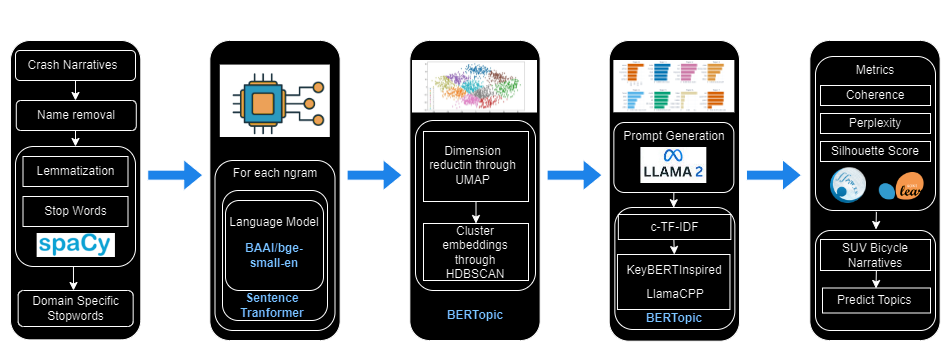 Crash Narratives
Name removal
Lemmatization
Stop Words
spaCy
Domain Specific
Stopwords
For each ngram
Language Model
BAAI/bge-
small-en
Sentence
Tranformer
Dimension
reductin through
UMAP
Cluster
embeddings
through
HDBSCAN
BERTopic
Prompt Generation
LLAMA 2
c-TF-IDF
KeyBERTInspired
LlamaCPP
BERTopic
Metrics
Coherence
Perplexity
Silhouette Score
lear
SUV Bicycle
Narratives
Predict Topics